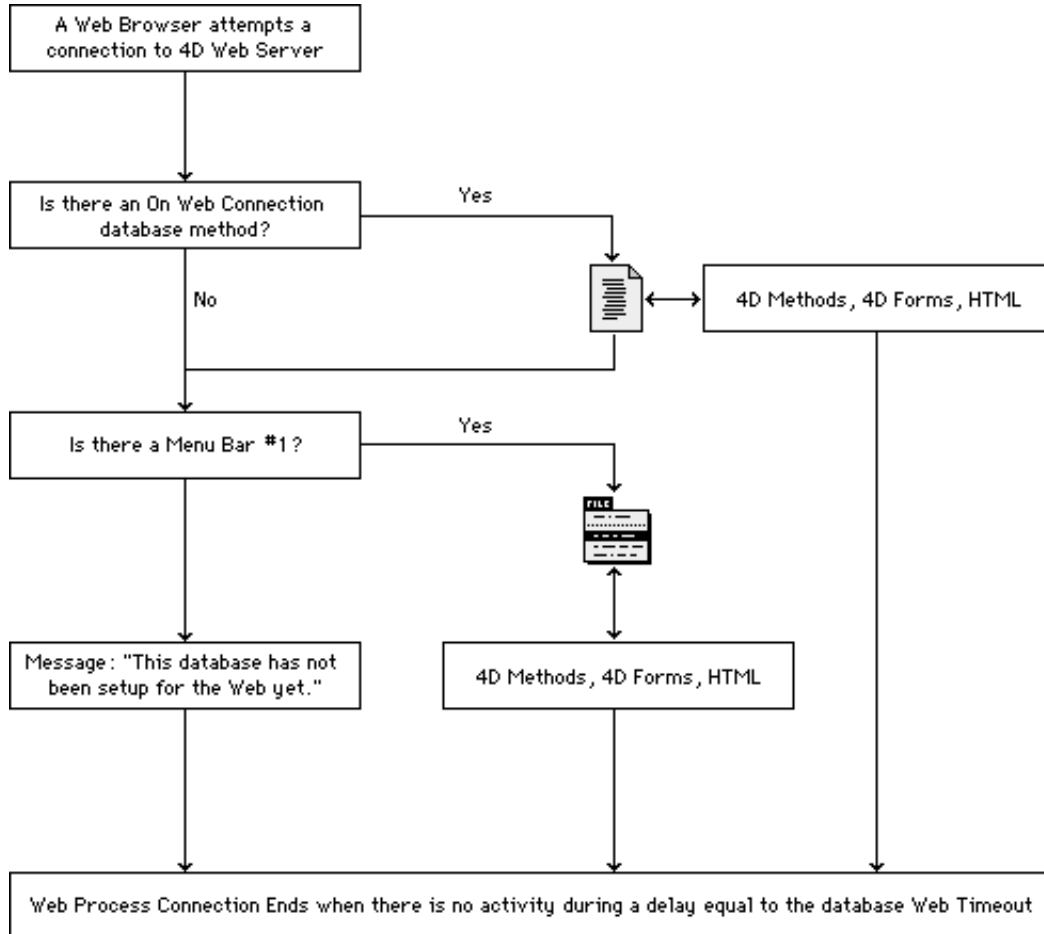 A Web Browser attempts a
connection to 4D Web Server
Is there an On Web Connection
database method?
Yes
No
4D Methods, 4D Forms, HTML
Is there a Menu Bar #1?
Yes
FILE
Message: "This database has not
been setup for the Web yet."
4D Methods, 4D Forms, HTML
Web Process Connection Ends when there is no activity during a delay equal to the database Web Timeout